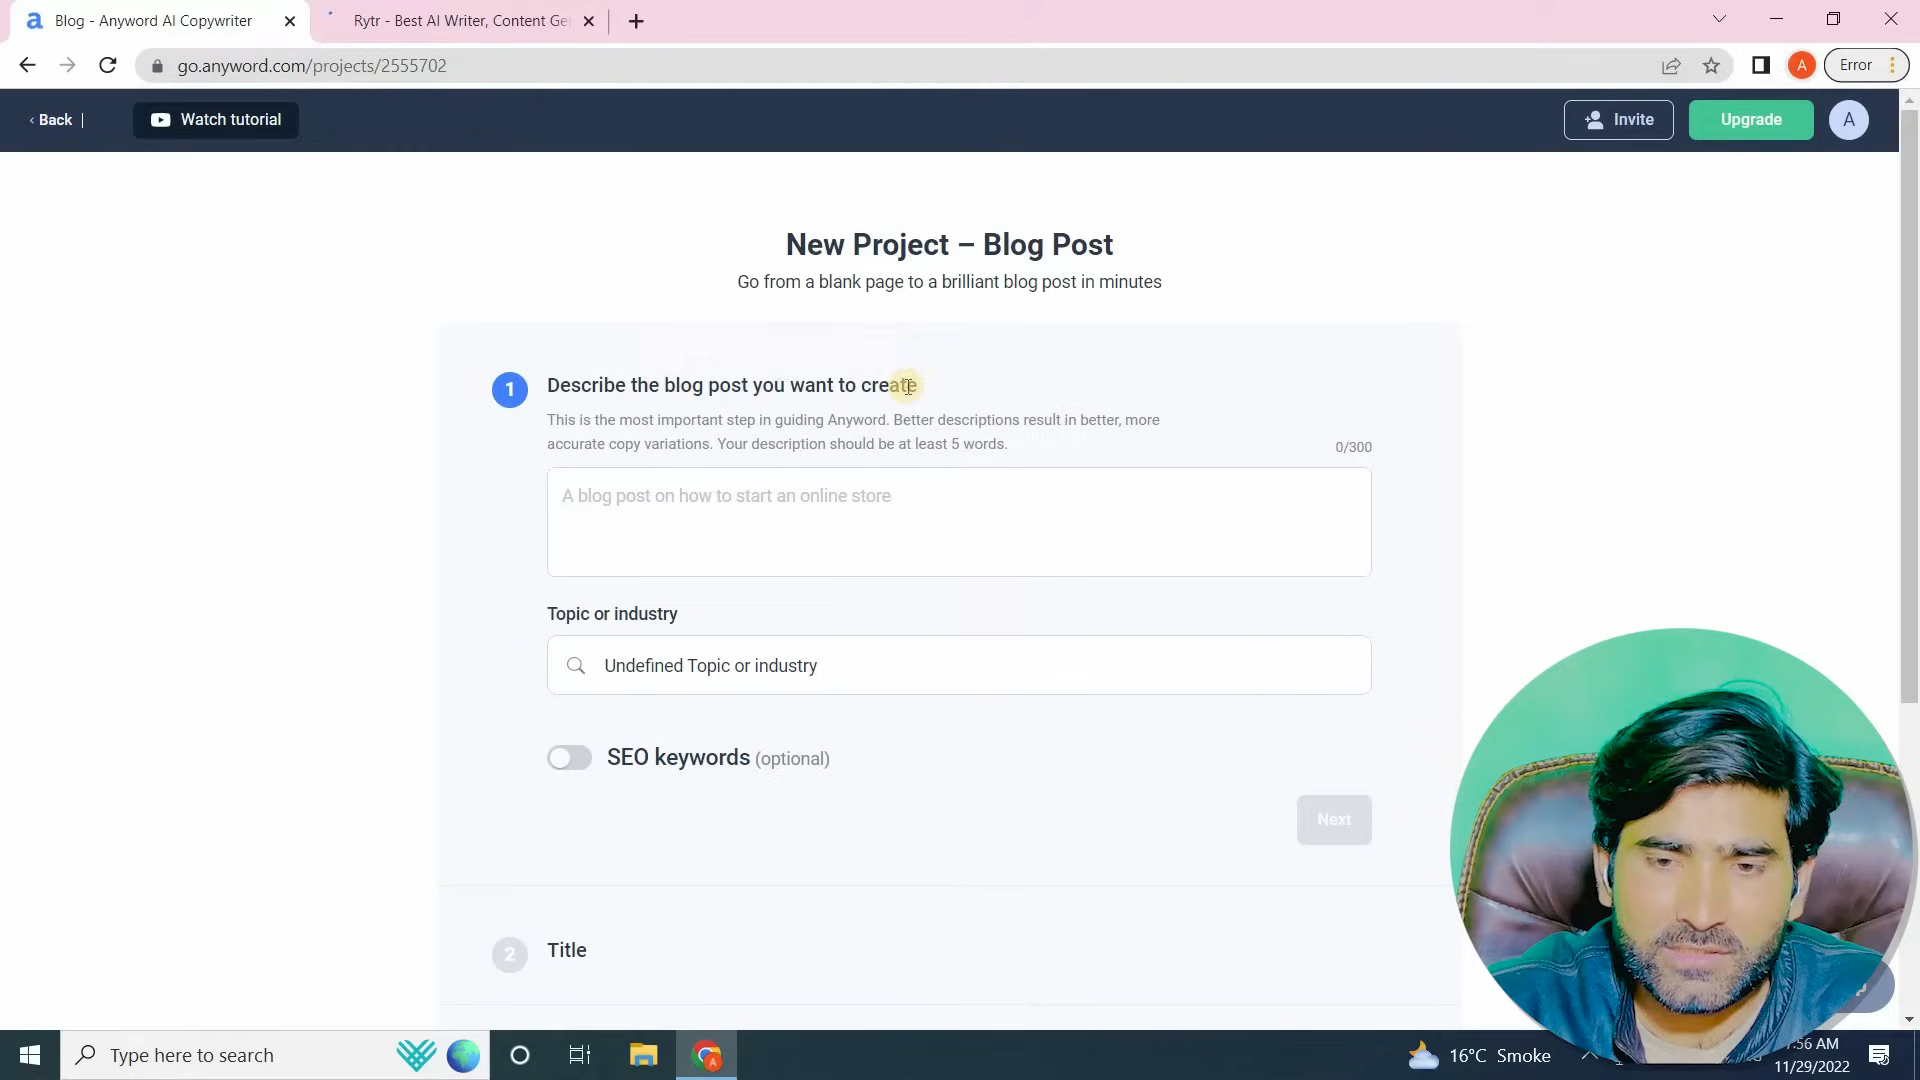 Blog - Anyword AI Copywriter
Rytr - Best AI Writer, Content Ge
go.anyword.com/projects/2555702
A
Error
Back
Watch tutorial
Invite
Upgrade
A
New Project – Blog Post
Go from a blank page to a brilliant blog post in minutes
1
Describe the blog post you want to create
This is the most important step in guiding Anyword. Better descriptions result in better, more
accurate copy variations. Your description should be at least 5 words.
0/300
A blog post on how to start an online store
Topic or industry
Undefined Topic or industry
SEO keywords (optional)
Next
2
Title
Type here to search
16°C Smoke
:56 AM
11/29/2022